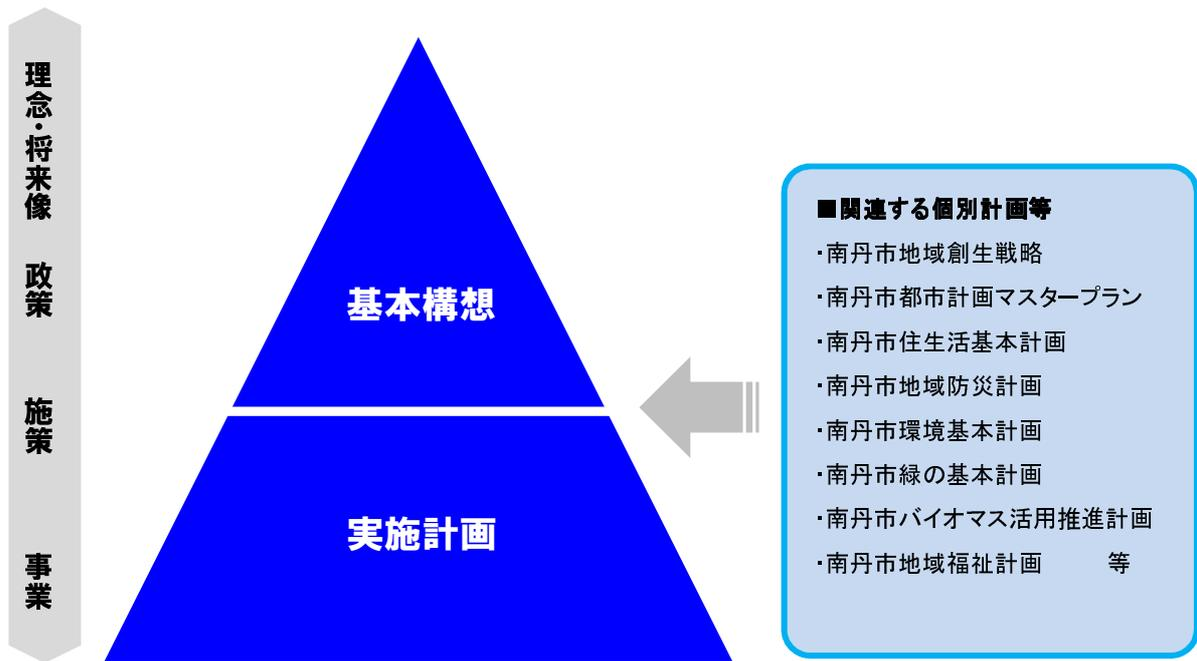 理念・将来像
政策
施策
事業
基本構想
実施計画
■関連する個別計画等
・南丹市地域創生戦略
・南丹市都市計画マスタープラン
・南丹市住生活基本計画
・南丹市地域防災計画
・南丹市環境基本計画
・南丹市緑の基本計画
・南丹市バイオマス活用推進計画
・南丹市地域福祉計画　　　等